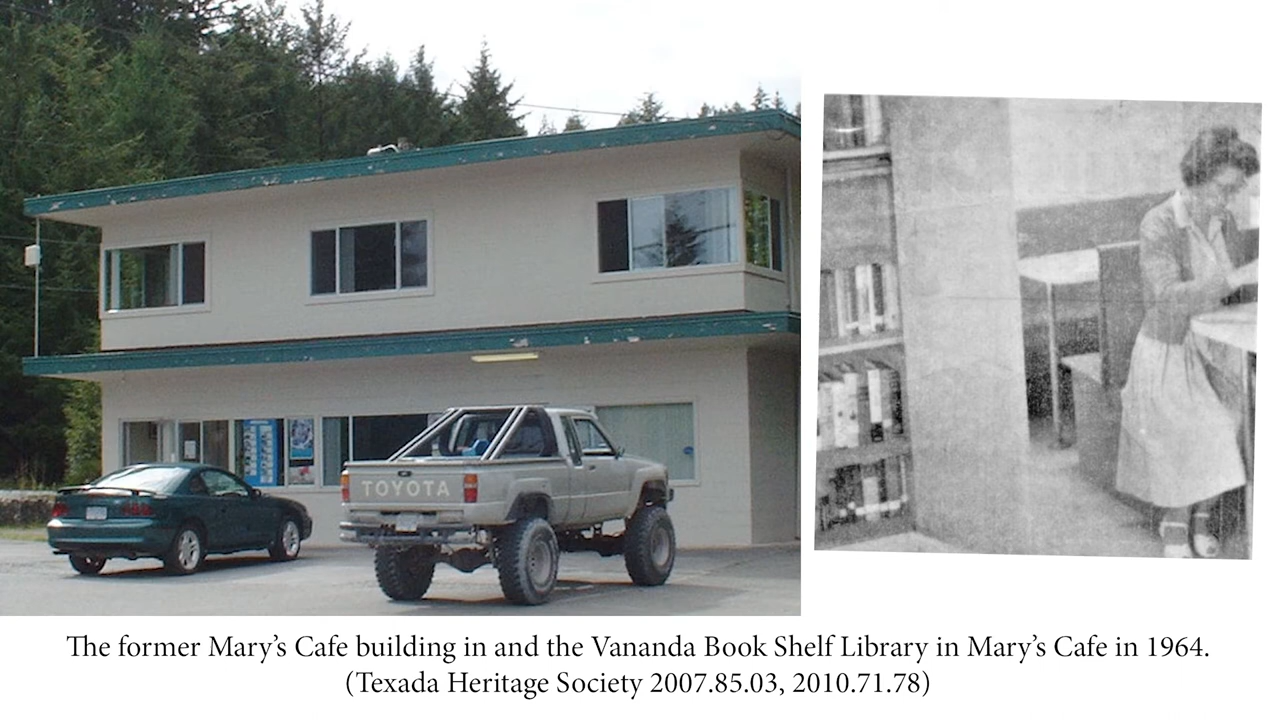 TOYOTA
The former Mary's Cafe building in and the Vananda Book Shelf Library in Mary's Cafe in 1964.
(Texada Heritage Society 2007.85.03, 2010.71.78)